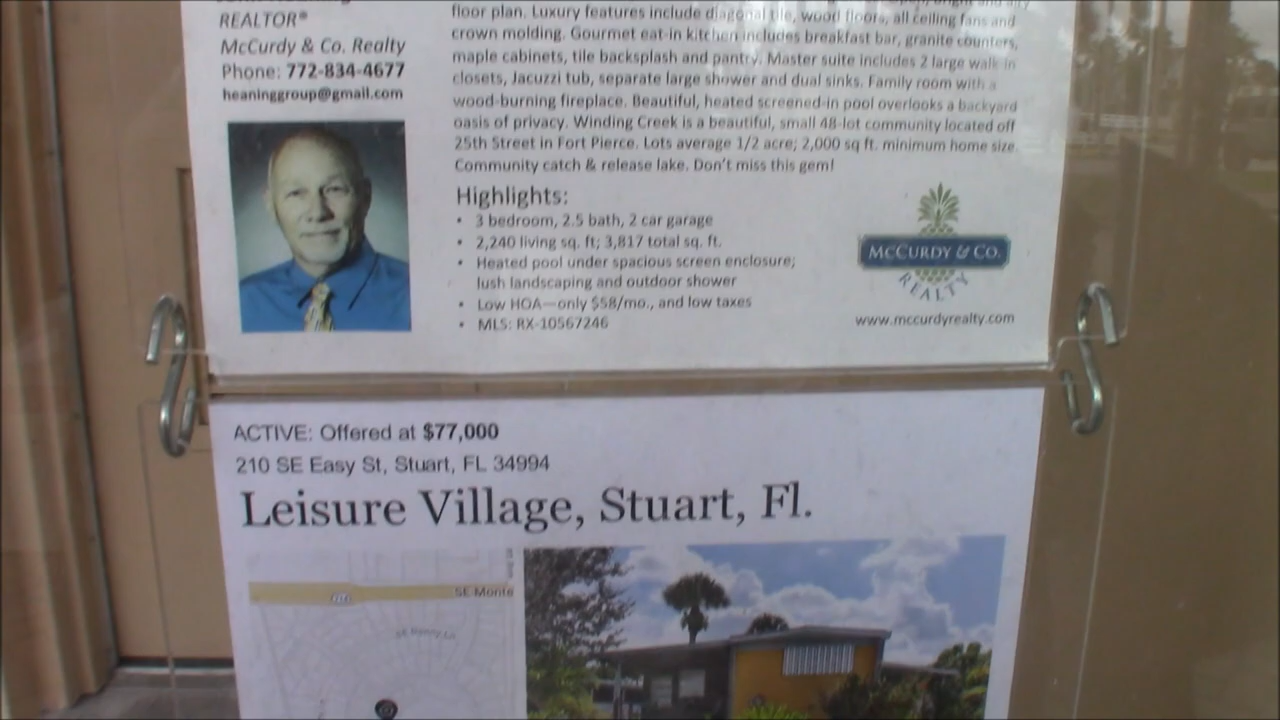 REALTOR®
McCurdy & Co. Realty
Phone: 772-834-4677
heaninggroup@gmail.com
floor plan. Luxury features include diagonal tile, wood floors, all ceiling fans and
crown molding. Gourmet eat-in kitchen includes breakfast bar, granite counters,
maple cabinets, tile backsplash and pantry. Master suite includes 2 large walk-in
closets, Jacuzzi tub, separate large shower and dual sinks. Family room with a
wood-burning fireplace. Beautiful, heated screened-in pool overlooks a backyard
oasis of privacy. Winding Creek is a beautiful, small 48-lot community located off
25th Street in Fort Pierce. Lots average 1/2 acre; 2,000 sq ft. minimum home size.
Community catch & release lake. Don't miss this gem!
Highlights:
• 3 bedroom, 2.5 bath, 2 car garage
• 2,240 living sq. ft; 3,817 total sq. ft.
• Heated pool under spacious screen enclosure;
lush landscaping and outdoor shower
• Low HOA—only $58/mo., and low taxes
• MLS: RX-10567246
MCCURDY & CO.
REALTY
www.mccurdyrealty.com
ACTIVE: Offered at $77,000
210 SE Easy St, Stuart, FL 34994
Leisure Village, Stuart, Fl.
SE Monte